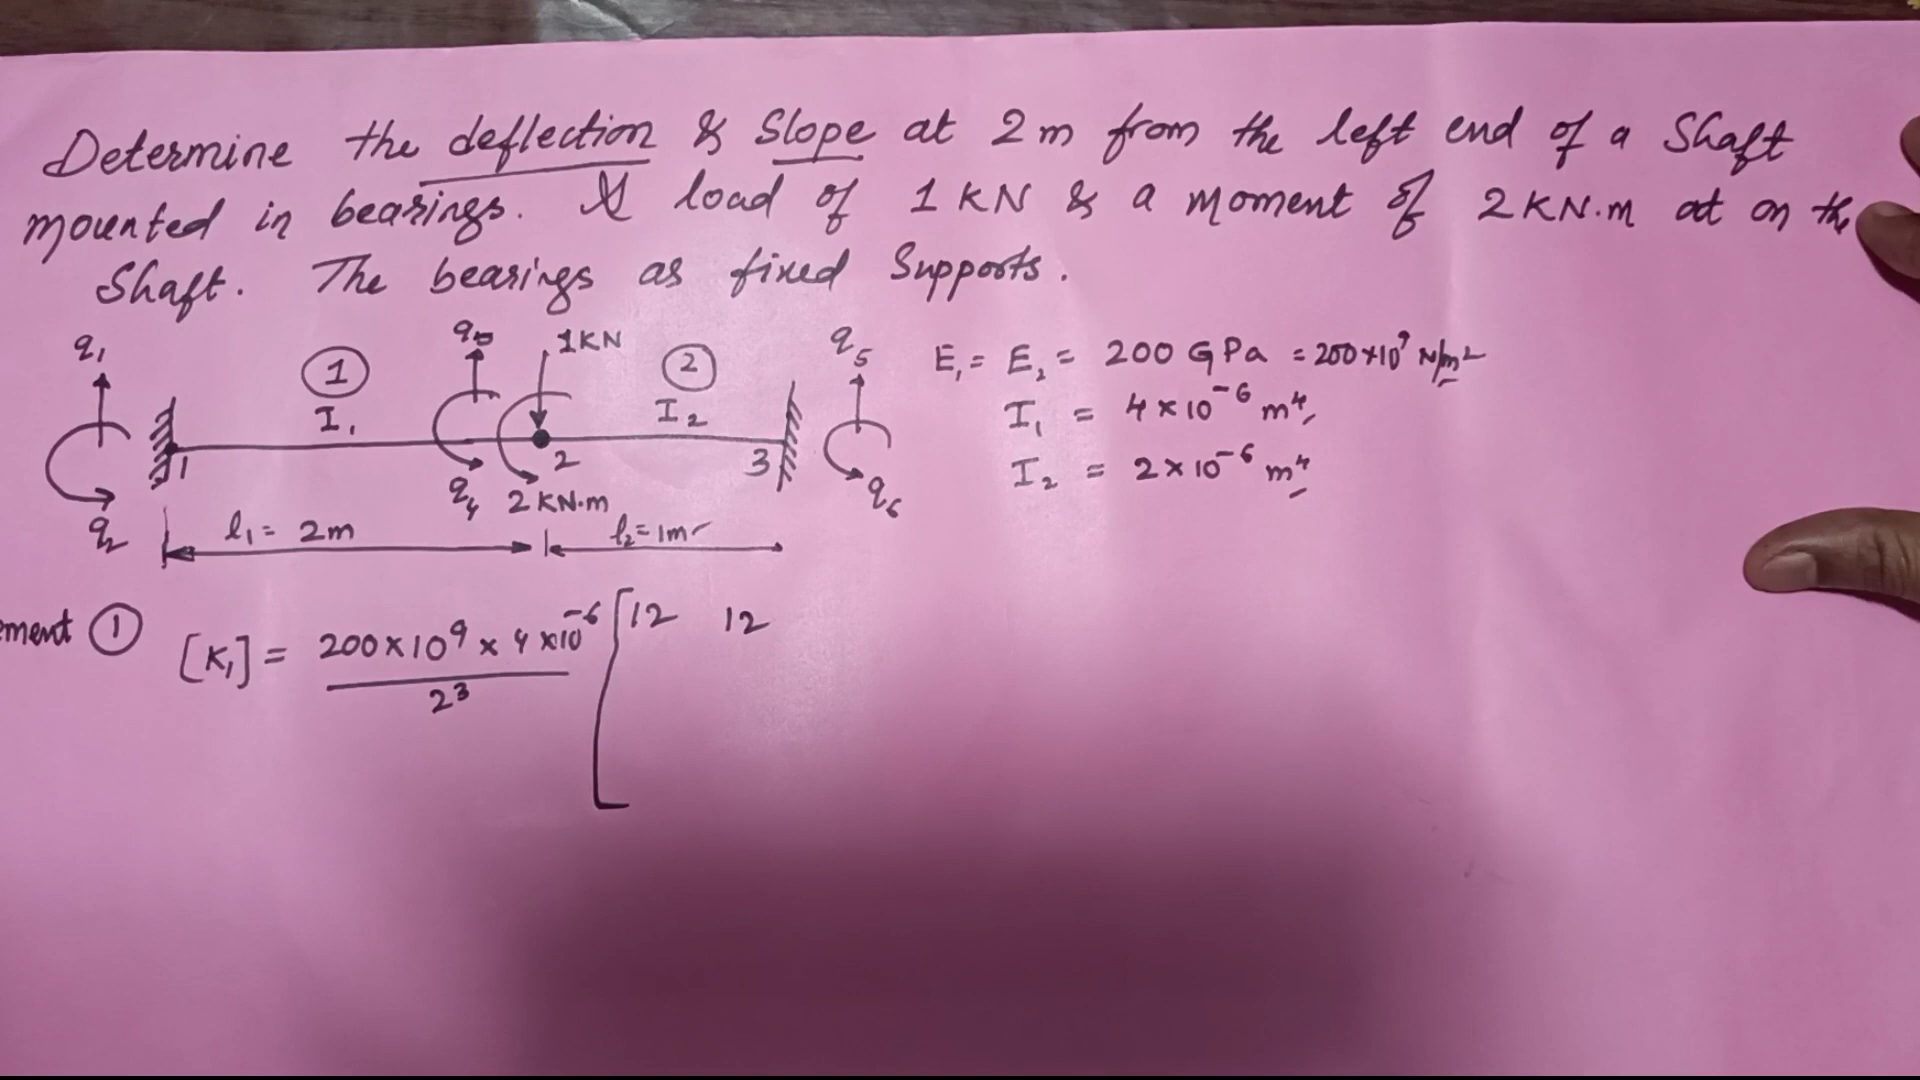 Determine the deflection & Slope at 2m from the left end of a Shaft
mounted in bearings. A load of 1 KN & a moment of 2 KN.m at on the
Shaft. The bearings as fixed Supports.
q1 1KN q5
1 2
I1 I2
E1 = E2 = 200 GPa = 200×10⁹ N/m²
I1 = 4×10⁻⁶ m⁴
I2 = 2×10⁻⁶ m⁴
1 2 3
q2 q4 2 KN.m q6
l1 = 2m l2 = 1m
ement 1 [K1] = 200×10⁹ × 4×10⁻⁶ / 2³ [12 12